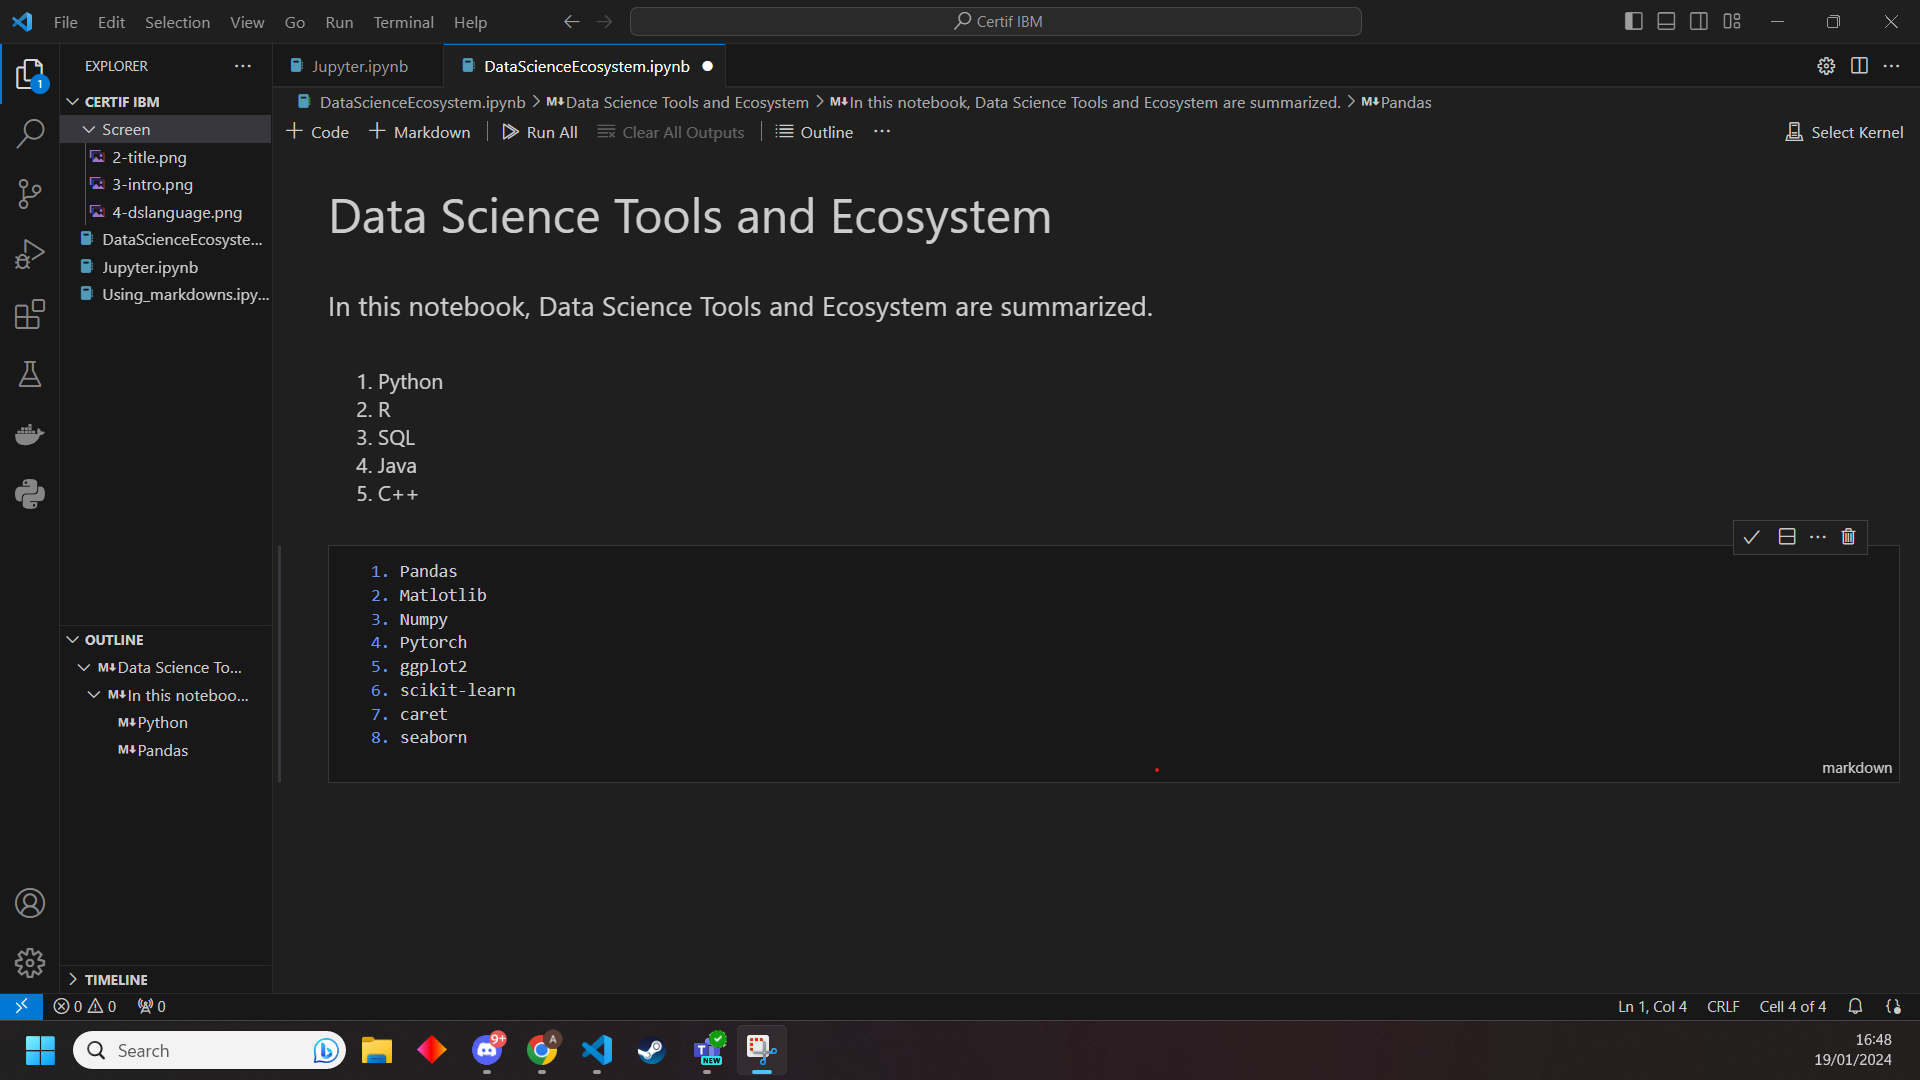 File Edit Selection View Go Run Terminal Help Certif IBM
EXPLORER
Jupyter.ipynb DataScienceEcosystem.ipynb
1
CERTIF IBM
Screen
2-title.png
3-intro.png
4-dslanguage.png
DataScienceEcosyste...
Jupyter.ipynb
Using_markdowns.ipy...
OUTLINE
Data Science To...
In this noteboo...
Python
Pandas
TIMELINE
DataScienceEcosystem.ipynb > Data Science Tools and Ecosystem > In this notebook, Data Science Tools and Ecosystem are summarized. > Pandas
+ Code + Markdown Run All Clear All Outputs Outline ... Select Kernel
Data Science Tools and Ecosystem
In this notebook, Data Science Tools and Ecosystem are summarized.
1. Python
2. R
3. SQL
4. Java
5. C++
1. Pandas
2. Matlotlib
3. Numpy
4. Pytorch
5. ggplot2
6. scikit-learn
7. caret
8. seaborn
markdown
0 0 0 Ln 1, Col 4 CRLF Cell 4 of 4
Search 9+ A NEW
16:48
19/01/2024